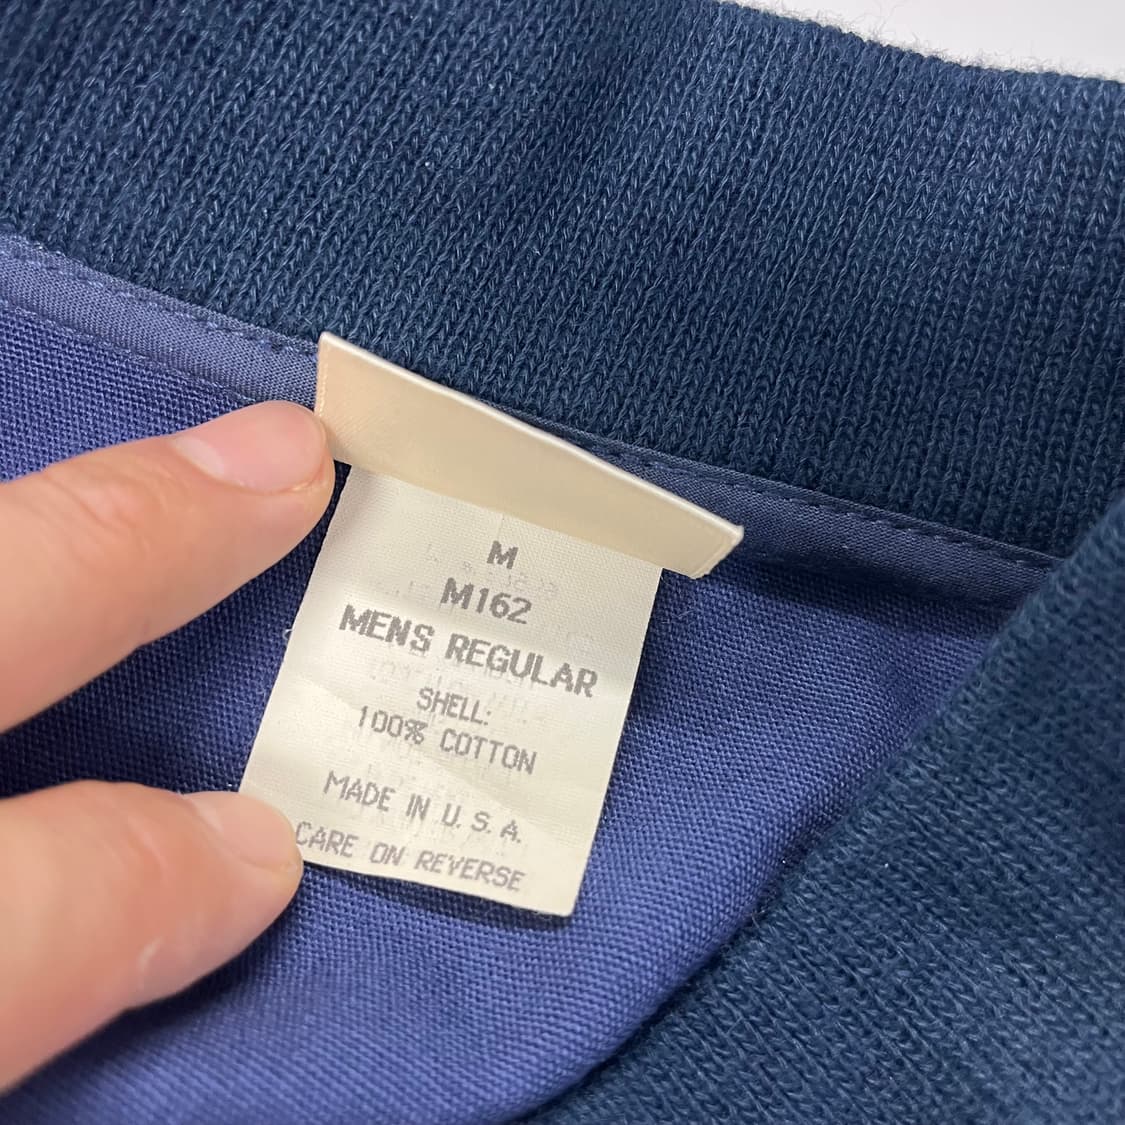 M
M162
MENS REGULAR
SHELL:
100% COTTON
MADE IN U.S.A.
CARE ON REVERSE